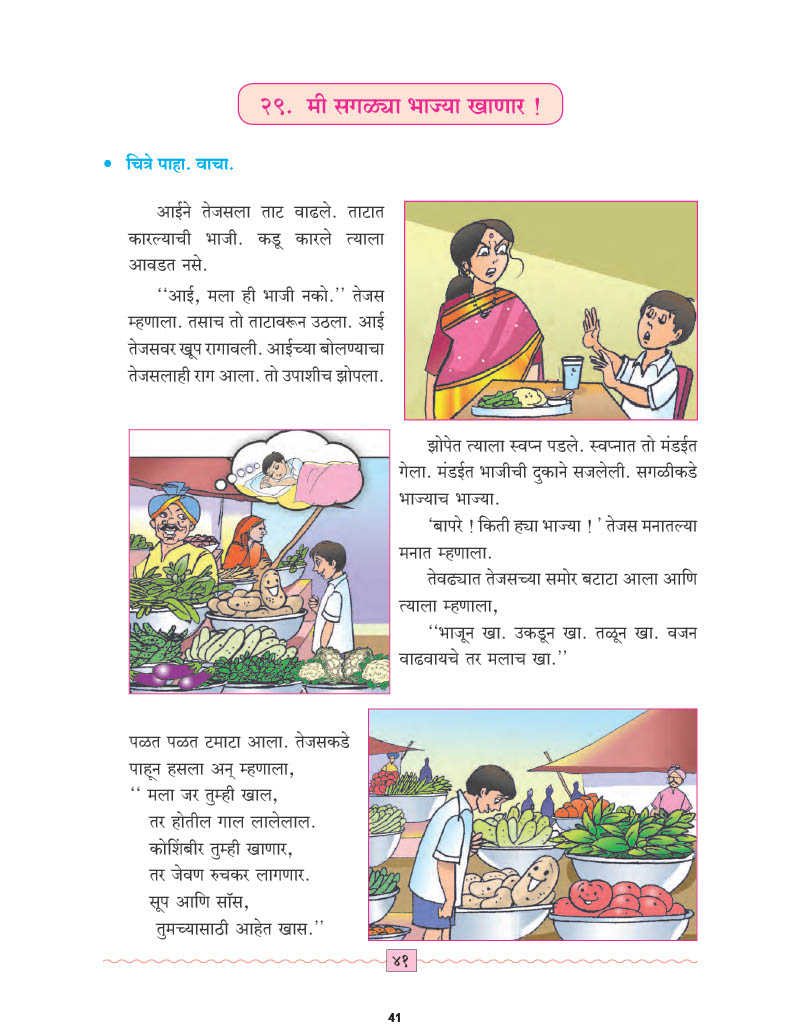 २९. मी सगळ्या भाज्या खाणार !
• चित्रे पाहा. वाचा.
आईने तेजसला ताट वाढले. ताटात
कारल्याची भाजी. कडू कारले त्याला
आवडत नसे.
‘‘आई, मला ही भाजी नको.’’ तेजस
म्हणाला. तसाच तो ताटावरून उठला. आई
तेजसवर खूप रागावली. आईच्या बोलण्याचा
तेजसलाही राग आला. तो उपाशीच झोपला.
झोपेत त्याला स्वप्न पडले. स्वप्नात तो मंडईत
गेला. मंडईत भाजीची दुकाने सजलेली. सगळीकडे
भाज्याच भाज्या.
‘बापरे ! किती ह्या भाज्या ! ’ तेजस मनातल्या
मनात म्हणाला.
तेवढ्यात तेजसच्या समोर बटाटा आला आणि
त्याला म्हणाला,
‘‘भाजून खा. उकडून खा. तळून खा. वजन
वाढवायचे तर मलाच खा.’’
पळत पळत टमाटा आला. तेजसकडे
पाहून हसला अन् म्हणाला,
‘‘ मला जर तुम्ही खाल,
तर होतील गाल लालेलाल.
कोशिंबीर तुम्ही खाणार,
तर जेवण रुचकर लागणार.
सूप आणि सॉस,
तुमच्यासाठी आहेत खास.’’
४१
41